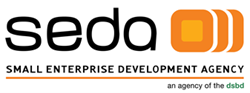 seda
SMALL ENTERPRISE DEVELOPMENT AGENCY
an agency of the dsbd